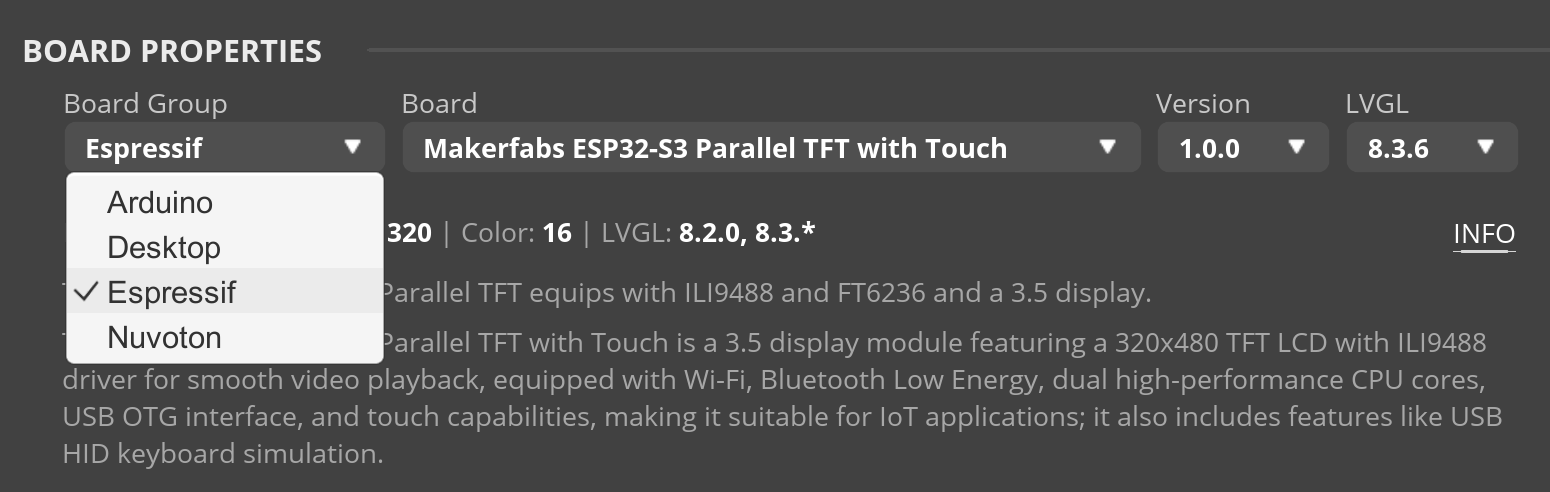 BOARD PROPERTIES
Board Group Board Version LVGL
Espressif Makerfabs ESP32-S3 Parallel TFT with Touch 1.0.0 8.3.6
Arduino
Desktop
320 | Color: 16 | LVGL: 8.2.0, 8.3.* INFO
Espressif
Parallel TFT equips with ILI9488 and FT6236 and a 3.5 display.
Nuvoton
Parallel TFT with Touch is a 3.5 display module featuring a 320x480 TFT LCD with ILI9488
driver for smooth video playback, equipped with Wi-Fi, Bluetooth Low Energy, dual high-performance CPU cores,
USB OTG interface, and touch capabilities, making it suitable for IoT applications; it also includes features like USB
HID keyboard simulation.